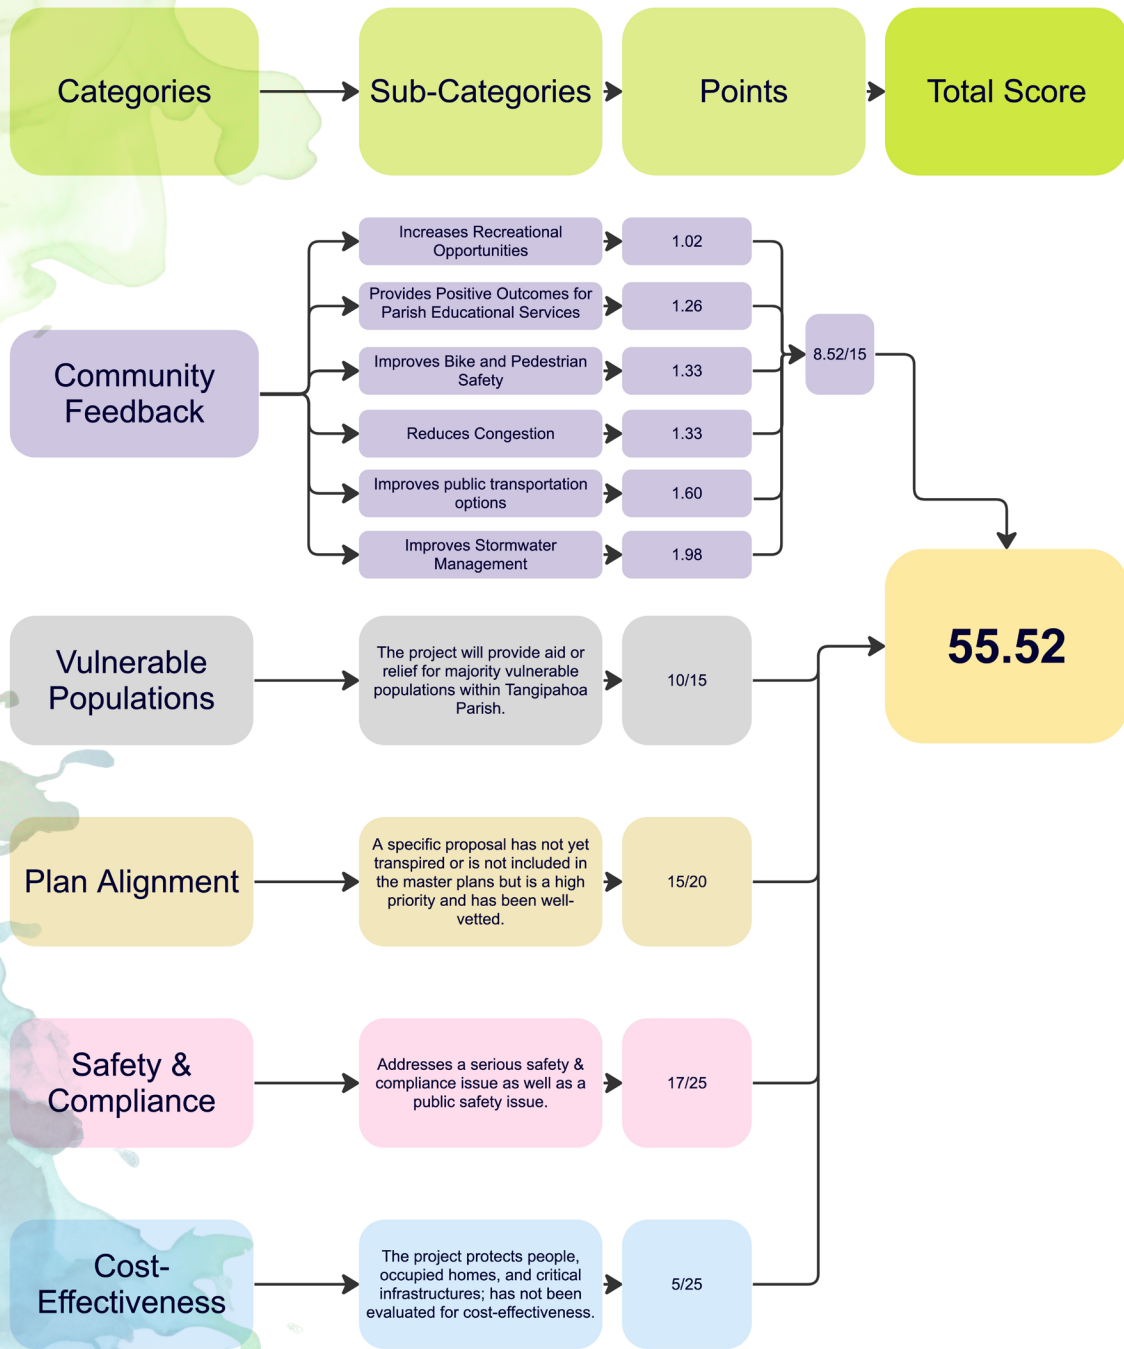 Categories
Sub-Categories
Points
Total Score
Community
Feedback
Increases Recreational
Opportunities
1.02
Provides Positive Outcomes for
Parish Educational Services
1.26
Improves Bike and Pedestrian
Safety
1.33
Reduces Congestion
1.33
Improves public transportation
options
1.60
Improves Stormwater
Management
1.98
8.52/15
55.52
Vulnerable
Populations
The project will provide aid or
relief for majority vulnerable
populations within Tangipahoa
Parish.
10/15
Plan Alignment
A specific proposal has not yet
transpired or is not included in
the master plans but is a high
priority and has been well-
vetted.
15/20
Safety &
Compliance
Addresses a serious safety &
compliance issue as well as a
public safety issue.
17/25
Cost-
Effectiveness
The project protects people,
occupied homes, and critical
infrastructures; has not been
evaluated for cost-effectiveness.
5/25